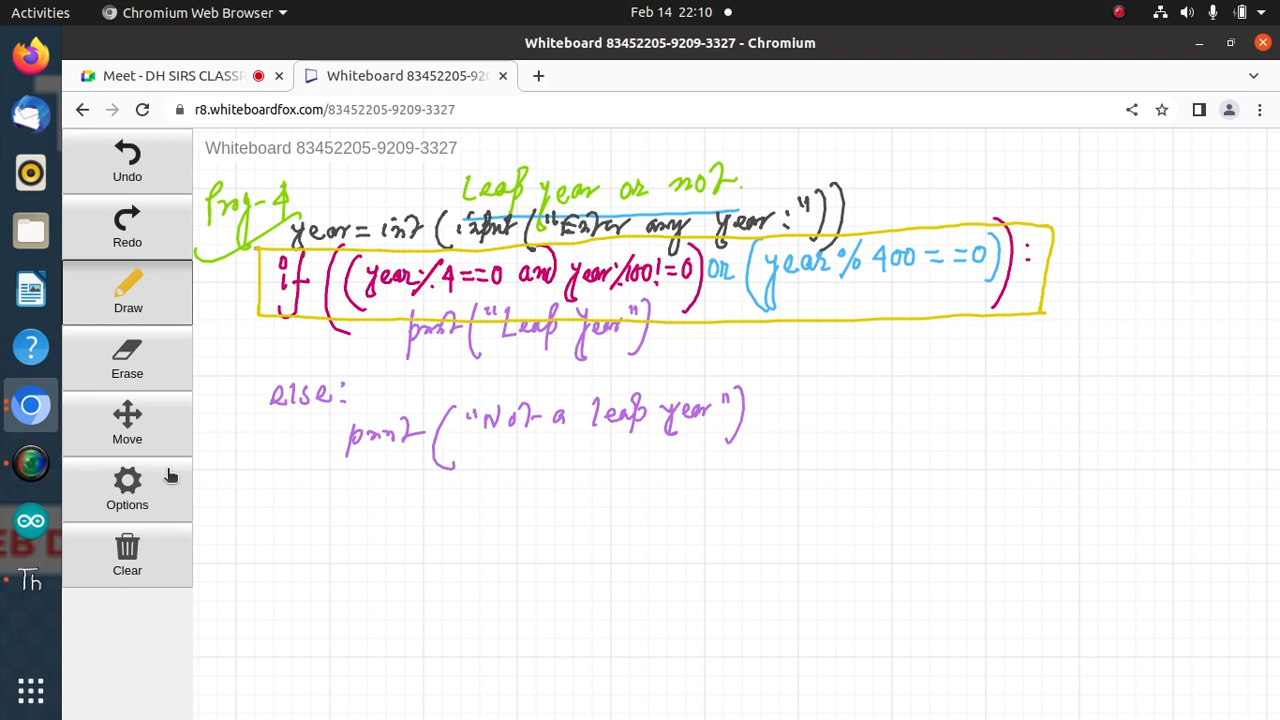 Activities
Chromium Web Browser
Feb 14 22:10
Whiteboard 83452205-9209-3327 - Chromium
Meet - DH SIRS CLASSR
Whiteboard 83452205-920
r8.whiteboardfox.com/83452205-9209-3327
Whiteboard 83452205-9209-3327
Undo
Redo
Draw
Erase
Move
Options
Clear
Prog-4
Leap year or not.
year = int (input ("Enter any year:"))
if ((year%4==0 and year%100!=0) or (year%400==0)):
print("Leap Year")
else:
print("Not a leap year")
EB D
Th